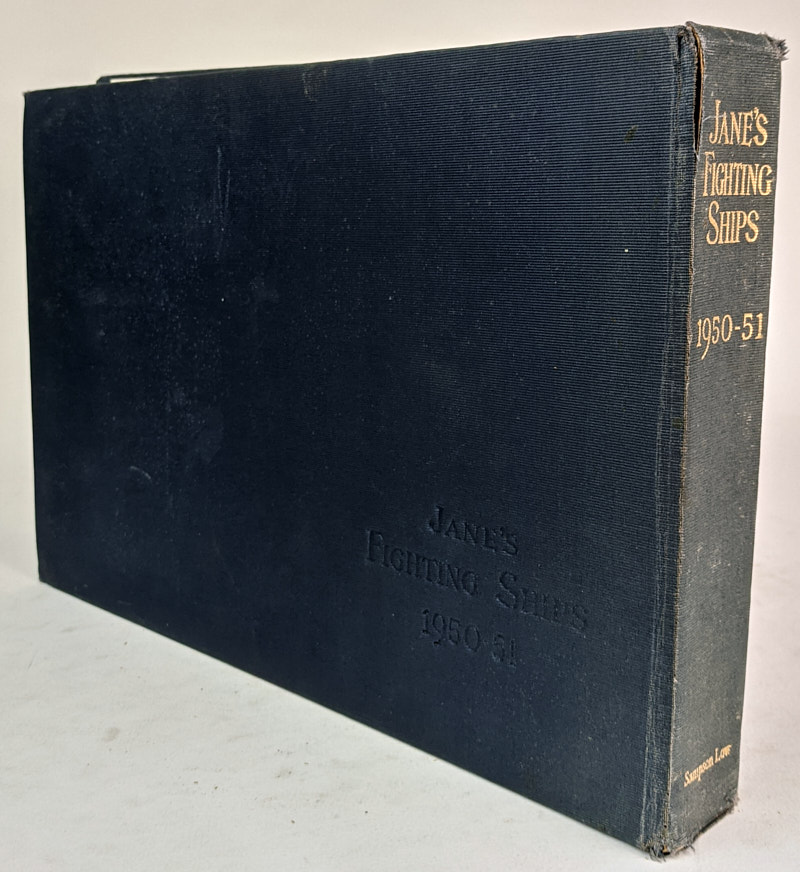 JANE'S
FIGHTING
SHIPS
1950-51
Sampson Low
JANE'S
FIGHTING SHIPS
1950-51